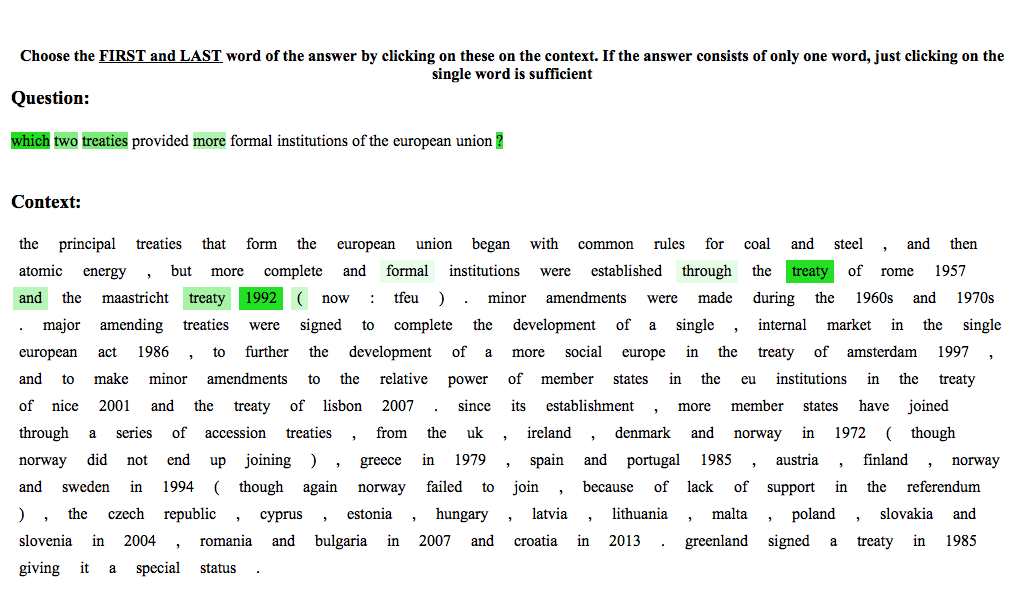 Choose the FIRST and LAST word of the answer by clicking on these on the context. If the answer consists of only one word, just clicking on the
single word is sufficient
Question:
which two treaties provided more formal institutions of the european union ?
Context:
the principal treaties that form the european union began with common rules for coal and steel , and then
atomic energy , but more complete and formal institutions were established through the treaty of rome 1957
and the maastricht treaty 1992 ( now : tfeu ) . minor amendments were made during the 1960s and 1970s
. major amending treaties were signed to complete the development of a single , internal market in the single
european act 1986 , to further the development of a more social europe in the treaty of amsterdam 1997 ,
and to make minor amendments to the relative power of member states in the eu institutions in the treaty
of nice 2001 and the treaty of lisbon 2007 . since its establishment , more member states have joined
through a series of accession treaties , from the uk , ireland , denmark and norway in 1972 ( though
norway did not end up joining ) , greece in 1979 , spain and portugal 1985 , austria , finland , norway
and sweden in 1994 ( though again norway failed to join , because of lack of support in the referendum
) , the czech republic , cyprus , estonia , hungary , latvia , lithuania , malta , poland , slovakia and
slovenia in 2004 , romania and bulgaria in 2007 and croatia in 2013 . greenland signed a treaty in 1985
giving it a special status .